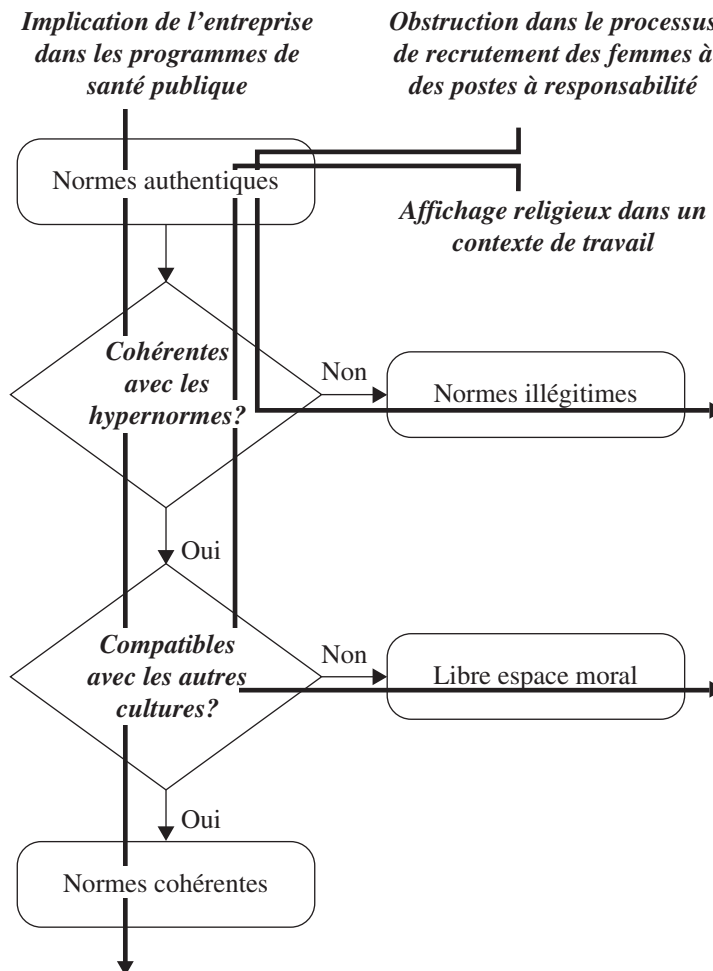 Implication de l’entreprise
dans les programmes de
santé publique
Obstruction dans le processus
de recrutement des femmes à
des postes à responsabilité
Normes authentiques
Affichage religieux dans un
contexte de travail
Cohérentes
avec les
hypernormes?
Non
Normes illégitimes
Oui
Compatibles
avec les autres
cultures?
Non
Libre espace moral
Oui
Normes cohérentes